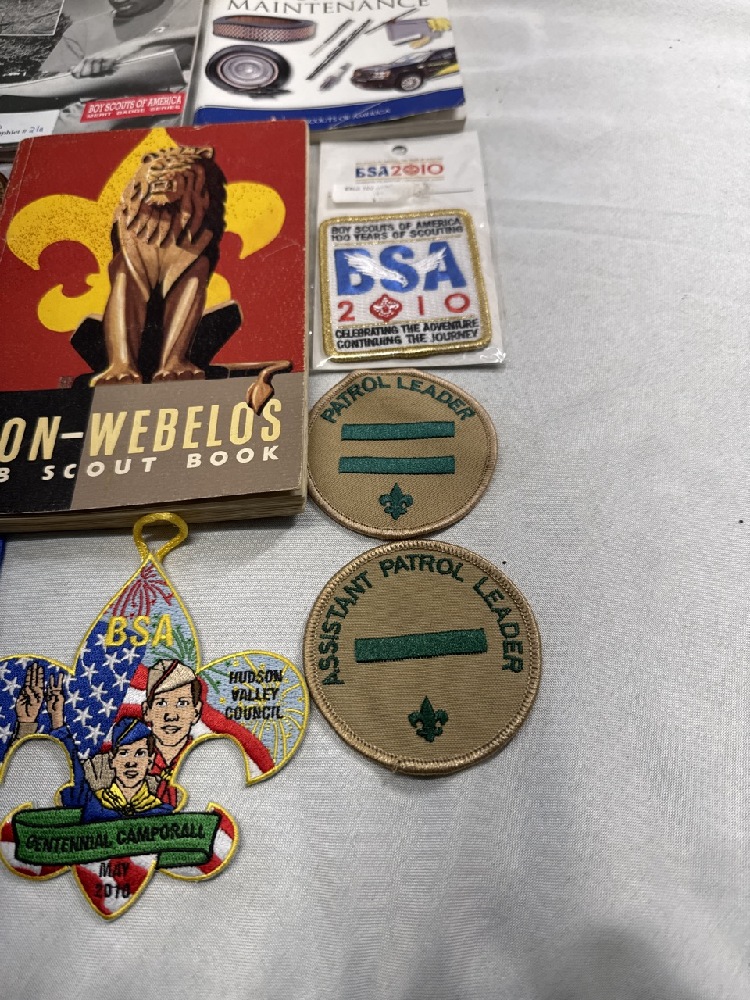 MAINTENANCE
BOY SCOUTS OF AMERICA
MERIT BADGE SERIES
BSA2010
BOY SCOUTS OF AMERICA
100 YEARS OF SCOUTING
BSA
2010
CELEBRATING THE ADVENTURE
CONTINUING THE JOURNEY
ON-WEBELOS
B SCOUT BOOK
PATROL LEADER
ASSISTANT PATROL LEADER
BSA
HUDSON
VALLEY
COUNCIL
CENTENNIAL CAMPORALL
MAY
2010